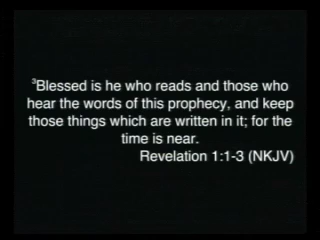 ³Blessed is he who reads and those who
hear the words of this prophecy, and keep
those things which are written in it; for the
time is near.
Revelation 1:1-3 (NKJV)